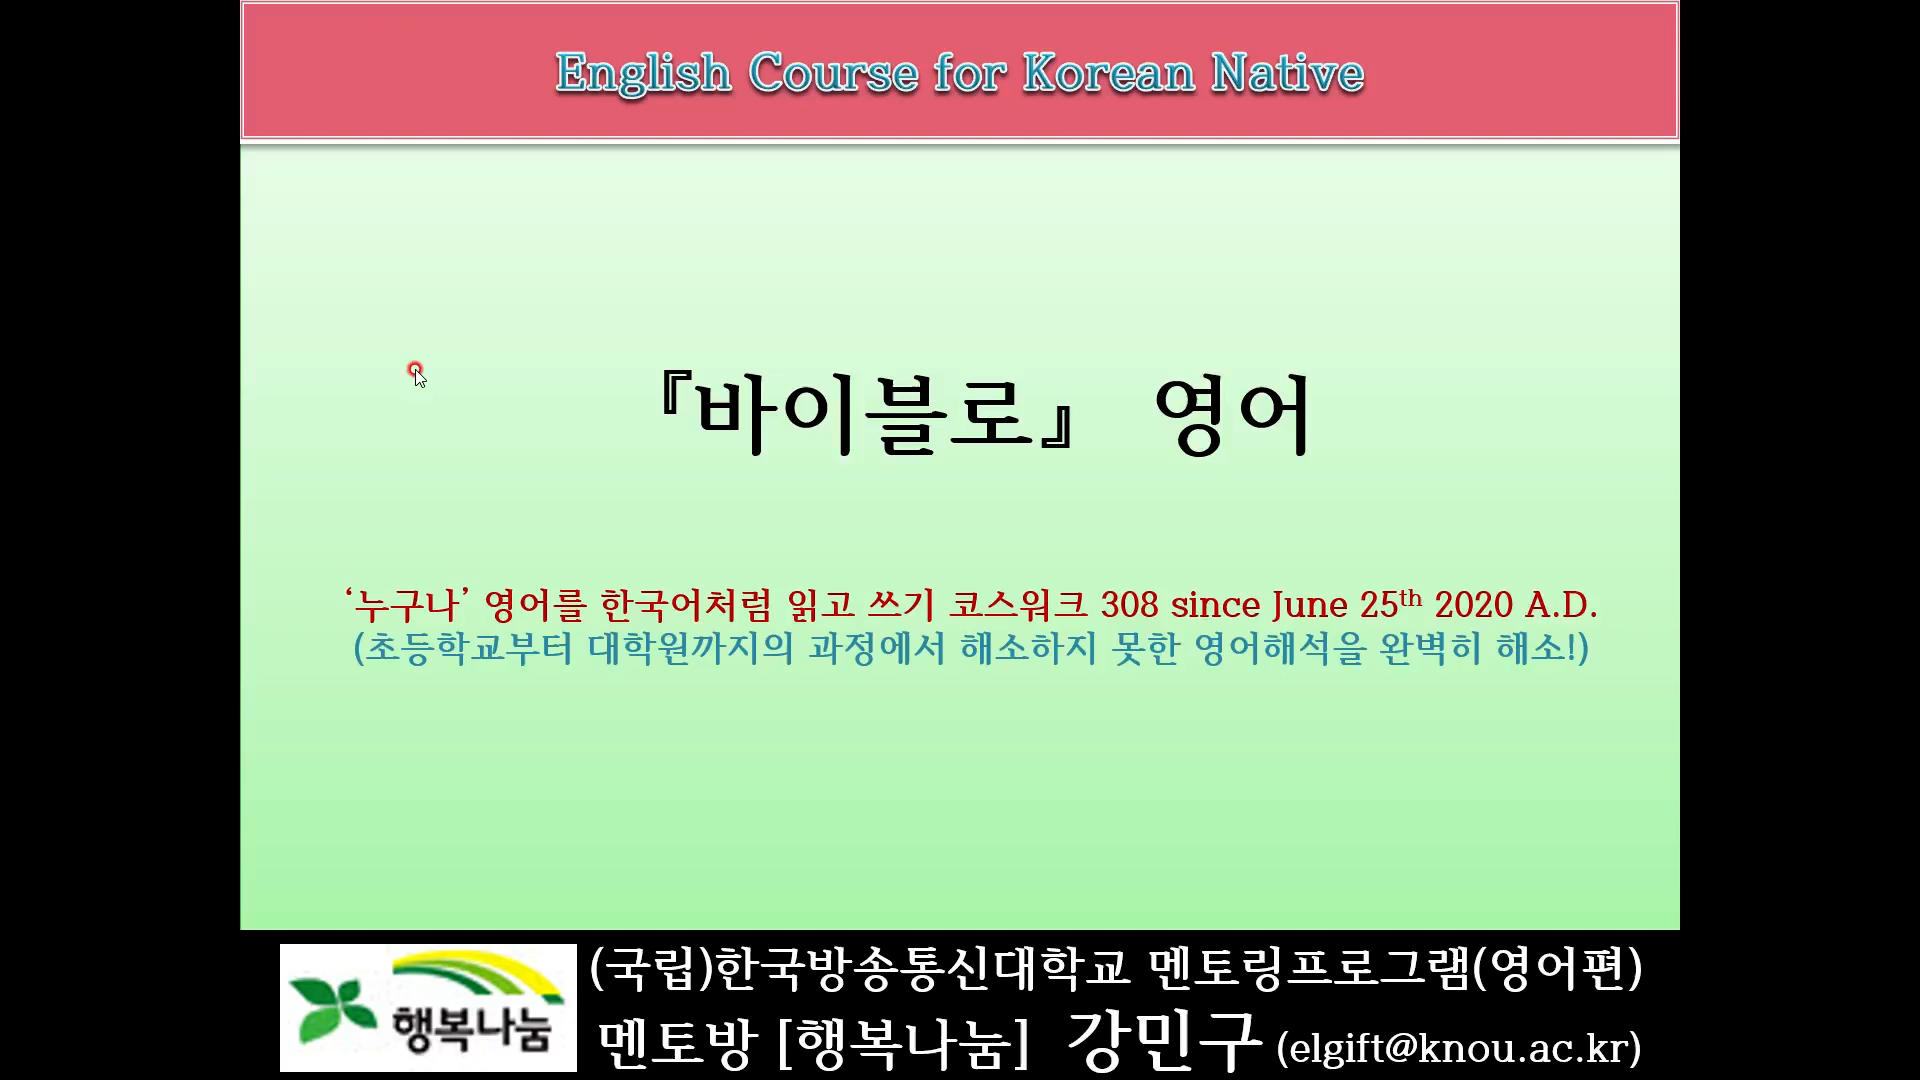 English Course for Korean Native
『바이블로』 영어
‘누구나’ 영어를 한국어처럼 읽고 쓰기 코스워크 308 since June 25th 2020 A.D.
(초등학교부터 대학원까지의 과정에서 해소하지 못한 영어해석을 완벽히 해소!)
행복나눔
(국립)한국방송통신대학교 멘토링프로그램(영어편)
멘토방 [행복나눔] 강민구 (elgift@knou.ac.kr)